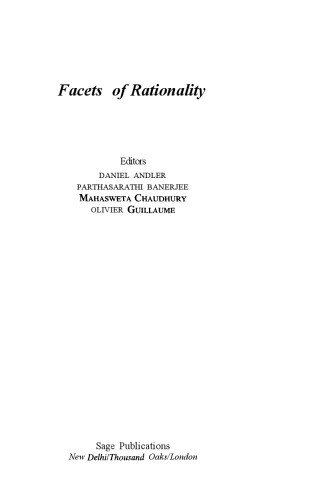 Facets of Rationality
Editors
DANIEL ANDLER
PARTHASARATHI BANERJEE
MAHASWETA CHAUDHURY
OLIVIER GUILLAUME
Sage Publications
New Delhi/Thousand Oaks/London